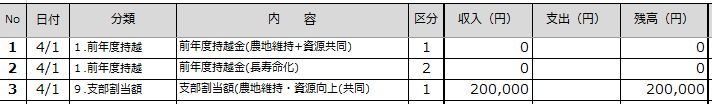 No 日付 分類 内 容 区分 収入（円） 支出（円） 残高（円）
1 4/1 1.前年度持越 前年度持越金(農地維持+資源共同) 1 0 0
2 4/1 1.前年度持越 前年度持越金(長寿命化) 2 0 0
3 4/1 9.支部割当額 支部割当額(農地維持・資源向上(共同) 1 200,000 200,000